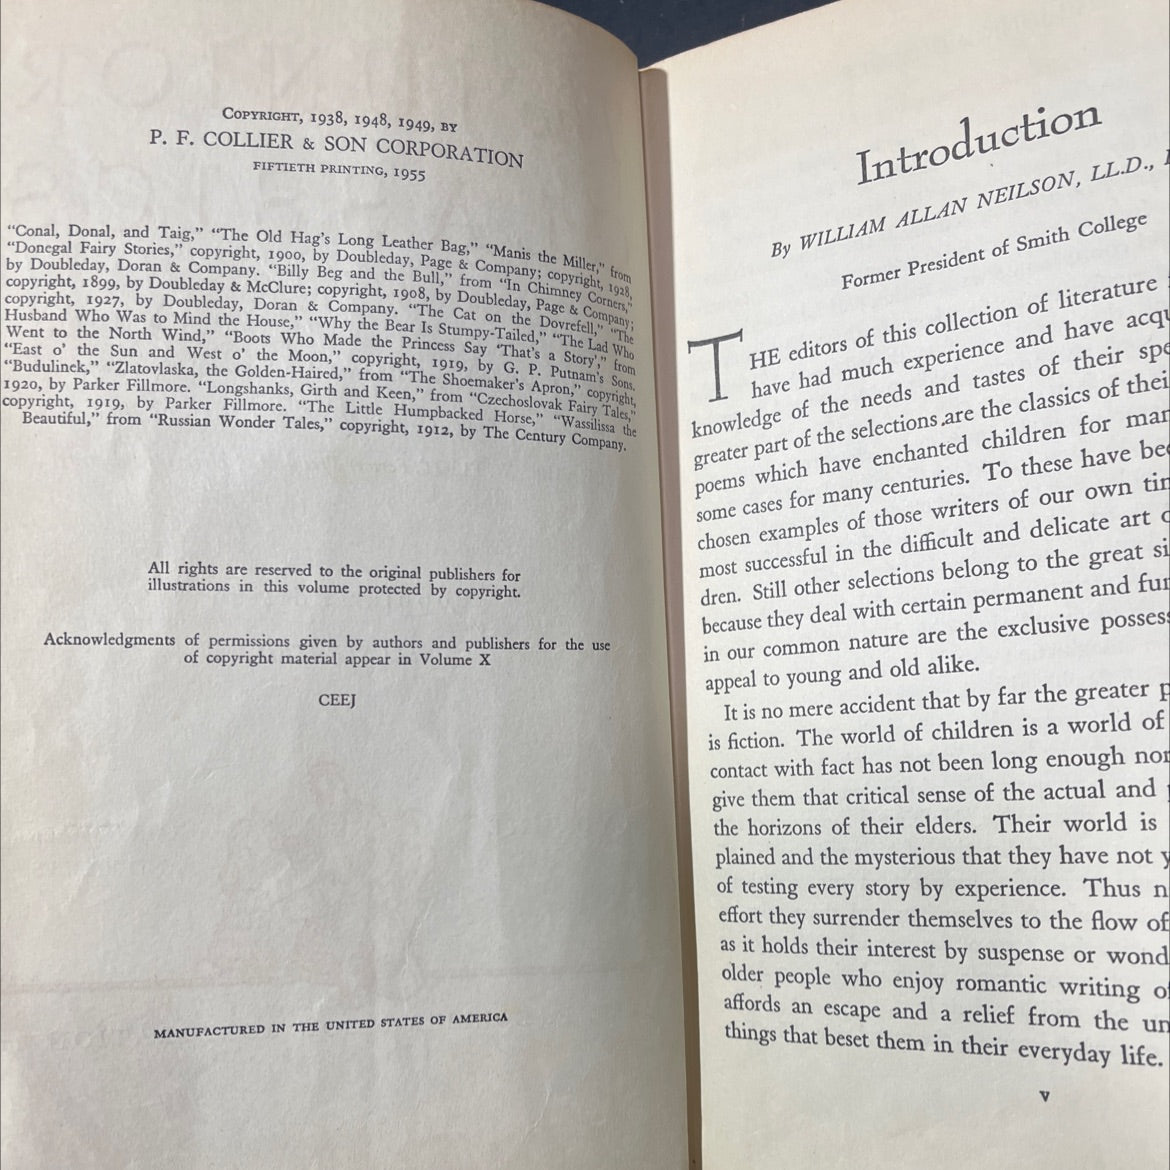 Copyright, 1938, 1948, 1949, by
P. F. COLLIER & SON CORPORATION
FIFTIETH PRINTING, 1955
“Conal, Donal, and Taig,” “The Old Hag’s Long Leather Bag,” “Manis the Miller,” from
“Donegal Fairy Stories,” copyright, 1900, by Doubleday, Page & Company; copyright, 1928,
by Doubleday, Doran & Company. “Billy Beg and the Bull,” from “In Chimney Corners,”
copyright, 1899, by Doubleday & McClure; copyright, 1908, by Doubleday, Page & Company;
copyright, 1927, by Doubleday, Doran & Company. “The Cat on the Dovrefell,” “The
Husband Who Was to Mind the House,” “Why the Bear Is Stumpy-Tailed,” “The Lad Who
Went to the North Wind,” “Boots Who Made the Princess Say ‘That’s a Story’,” from
“East o’ the Sun and West o’ the Moon,” copyright, 1919, by G. P. Putnam’s Sons.
“Budulinek,” “Zlatovlaska, the Golden-Haired,” from “The Shoemaker’s Apron,” copyright,
1920, by Parker Fillmore. “Longshanks, Girth and Keen,” from “Czechoslovak Fairy Tales,”
copyright, 1919, by Parker Fillmore. “The Little Humpbacked Horse,” “Wassilissa the
Beautiful,” from “Russian Wonder Tales,” copyright, 1912, by The Century Company.
All rights are reserved to the original publishers for
illustrations in this volume protected by copyright.
Acknowledgments of permissions given by authors and publishers for the use
of copyright material appear in Volume X
CEEJ
MANUFACTURED IN THE UNITED STATES OF AMERICA
Introduction
By WILLIAM ALLAN NEILSON, LL.D.,
Former President of Smith College
THE editors of this collection of literature
have had much experience and have acqu
knowledge of the needs and tastes of their spe
greater part of the selections are the classics of thei
poems which have enchanted children for man
some cases for many centuries. To these have bee
chosen examples of those writers of our own tim
most successful in the difficult and delicate art o
dren. Still other selections belong to the great si
because they deal with certain permanent and fun
in our common nature are the exclusive possess
appeal to young and old alike.
It is no mere accident that by far the greater p
is fiction. The world of children is a world of
contact with fact has not been long enough nor
give them that critical sense of the actual and
the horizons of their elders. Their world is
plained and the mysterious that they have not y
of testing every story by experience. Thus n
effort they surrender themselves to the flow of
as it holds their interest by suspense or wond
older people who enjoy romantic writing of
affords an escape and a relief from the un
things that beset them in their everyday life.
v